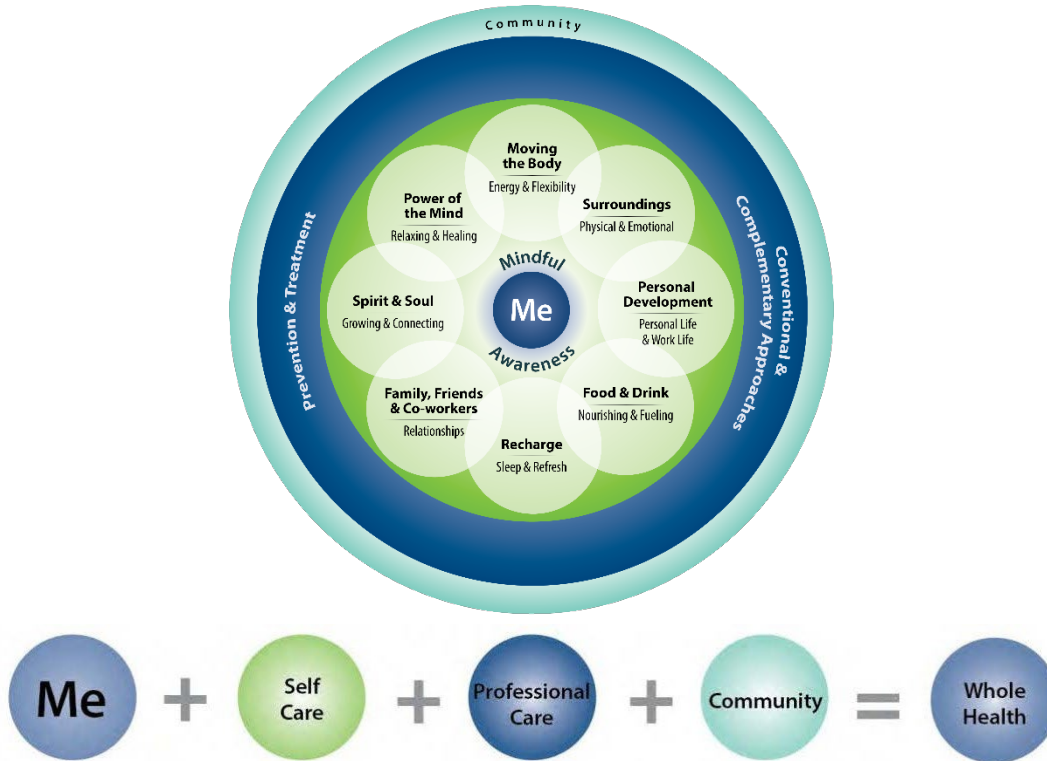 Community
Moving
the Body
Energy & Flexibility
Power of
the Mind
Relaxing & Healing
Surroundings
Physical & Emotional
Prevention & Treatment
Spirit & Soul
Growing & Connecting
Mindful
Me
Awareness
Personal
Development
Personal Life
& Work Life
Conventional &
Complementary Approaches
Family, Friends
& Co-workers
Relationships
Food & Drink
Nourishing & Fueling
Recharge
Sleep & Refresh
Me + Self Care + Professional Care + Community = Whole Health